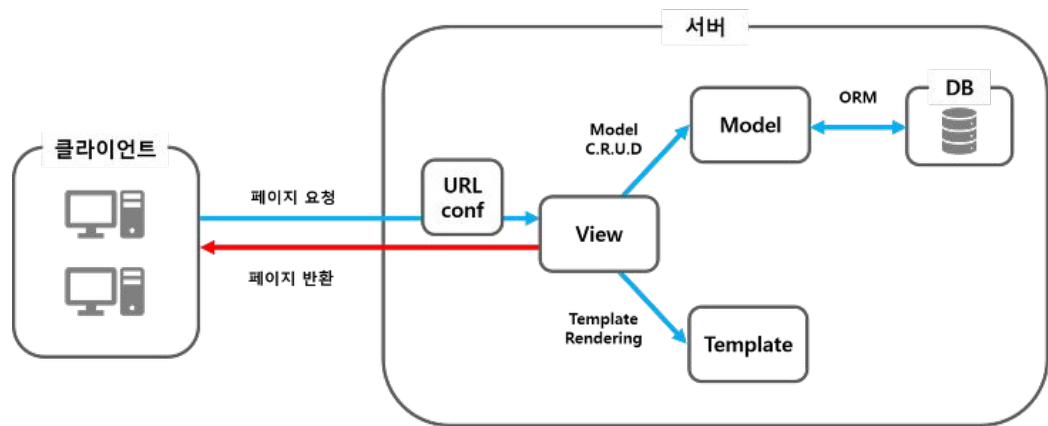 서버
클라이언트
페이지 요청
페이지 반환
URL
conf
View
Model
C.R.U.D
Model
ORM
DB
Template
Rendering
Template